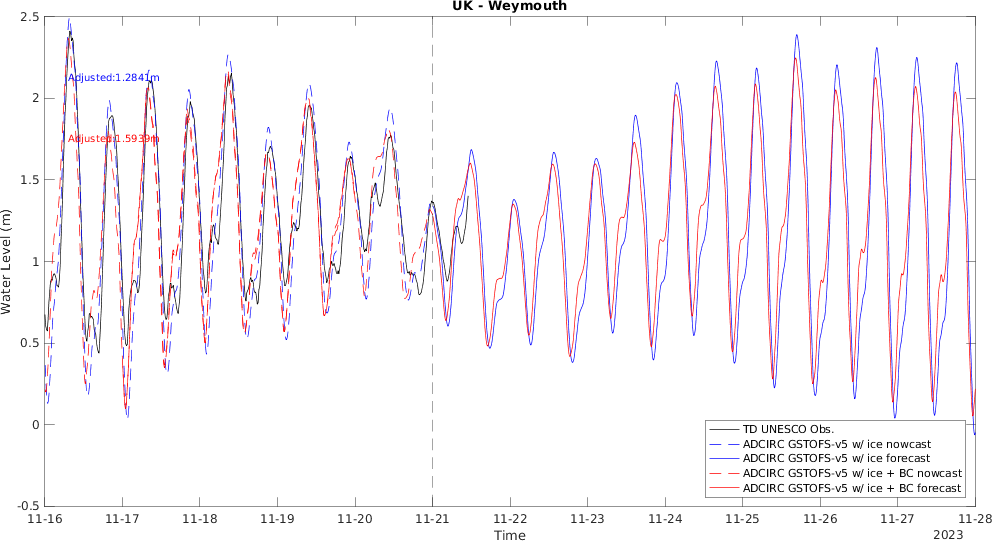 UK - Weymouth
2.5
2
1.5
1
0.5
0
-0.5
Water Level (m)
Adjusted:1.2841m
Adjusted:1.5939m
TD UNESCO Obs.
ADCIRC GSTOFS-v5 w/ ice nowcast
ADCIRC GSTOFS-v5 w/ ice forecast
ADCIRC GSTOFS-v5 w/ ice + BC nowcast
ADCIRC GSTOFS-v5 w/ ice + BC forecast
11-16 11-17 11-18 11-19 11-20 11-21 11-22 11-23 11-24 11-25 11-26 11-27 11-28
Time
2023